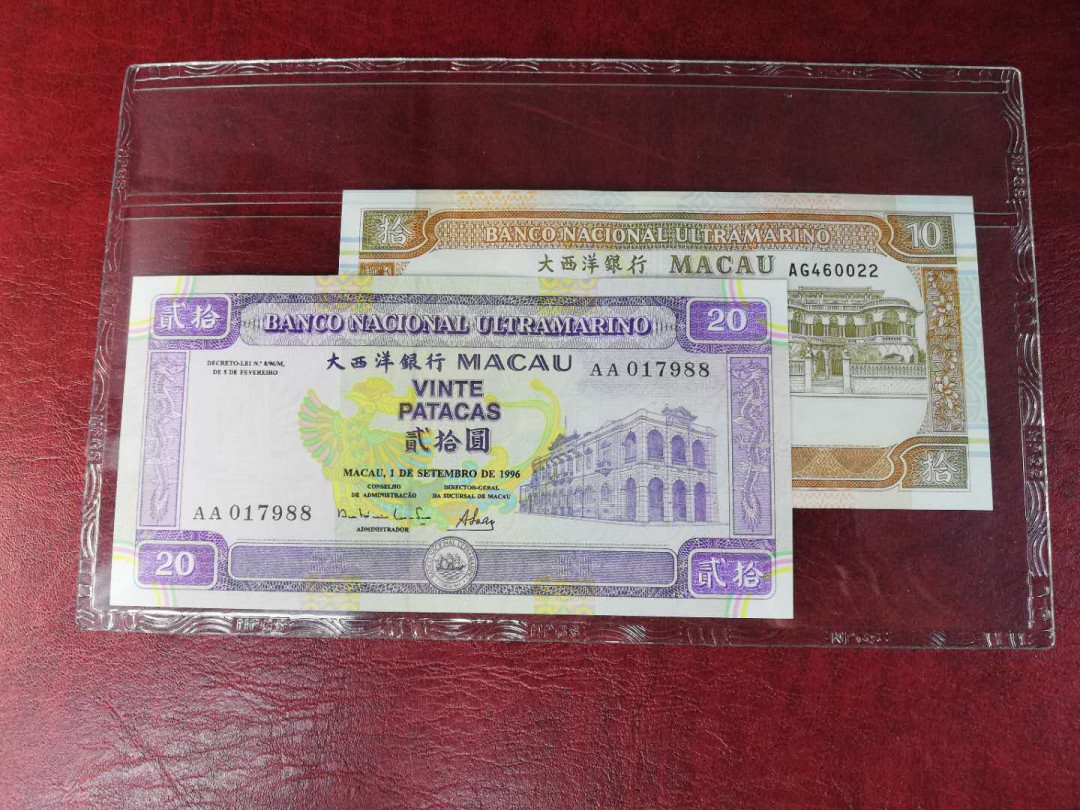 拾
BANCO NACIONAL ULTRAMARINO
10
大西洋銀行 MACAU AG460022
拾
貳拾
BANCO NACIONAL ULTRAMARINO
20
DECRETO-LEI N.º 8/96/M,
DE 5 DE FEVEREIRO
大西洋銀行 MACAU
AA 017988
VINTE
PATACAS
貳拾圓
MACAU, 1 DE SETEMBRO DE 1996
CONSELHO
DE ADMINISTRAÇÃO
DIRECTOR-GERAL
DA SUCURSAL DE MACAU
AA 017988
ADMINISTRADOR
20
貳拾